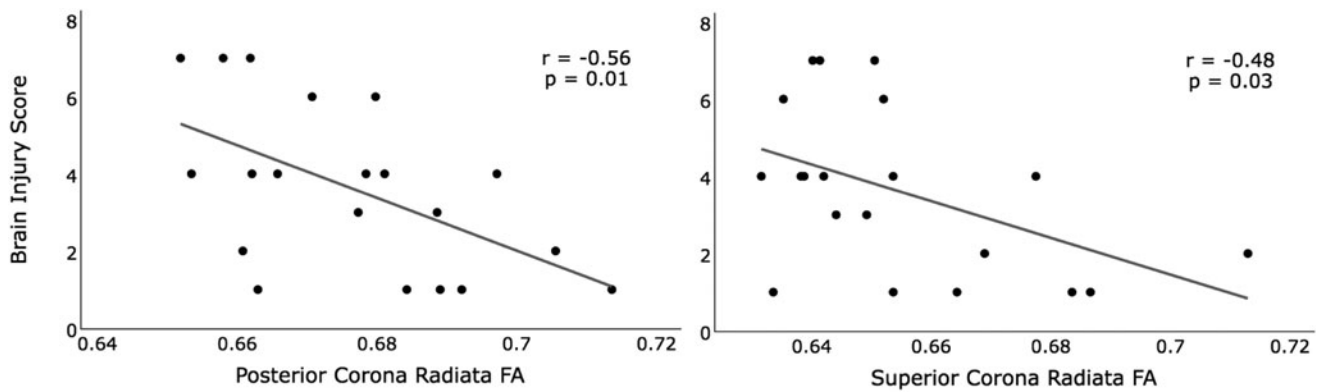 Brain Injury Score
8
6
4
2
0
r = -0.56
p = 0.01
0.64 0.66 0.68 0.7 0.72
Posterior Corona Radiata FA
8
6
4
2
0
r = -0.48
p = 0.03
0.64 0.66 0.68 0.7 0.72
Superior Corona Radiata FA